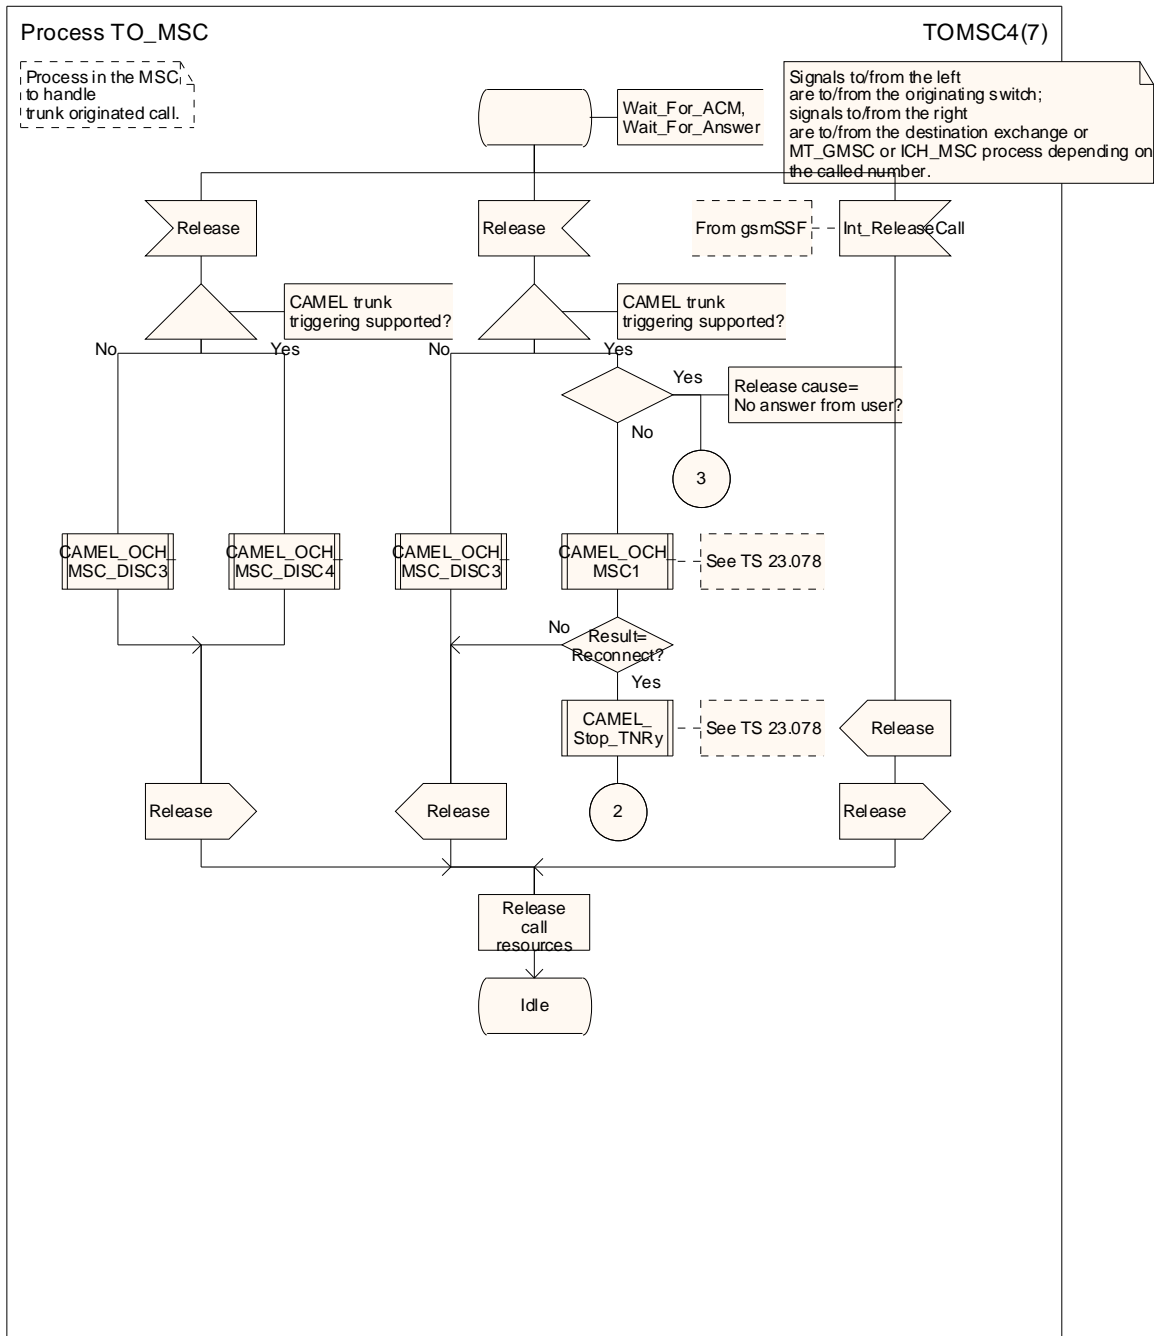 Process TO_MSC
TOMSC4(7)
Process in the MSC
to handle
trunk originated call.
Signals to/from the left
are to/from the originating switch;
signals to/from the right
are to/from the destination exchange or
MT_GMSC or ICH_MSC process depending on
the called number.
Wait_For_ACM,
Wait_For_Answer
Release
Release
From gsmSSF
Int_ReleaseCall
CAMEL trunk
triggering supported?
CAMEL trunk
triggering supported?
No
Yes
No
Yes
Yes
Release cause=
No answer from user?
No
3
CAMEL_OCH_
MSC_DISC3
CAMEL_OCH_
MSC_DISC4
CAMEL_OCH_
MSC_DISC3
CAMEL_OCH_
MSC1
See TS 23.078
No
Result=
Reconnect?
Yes
CAMEL_
Stop_TNRy
See TS 23.078
Release
Release
Release
2
Release
Release
call
resources
Idle